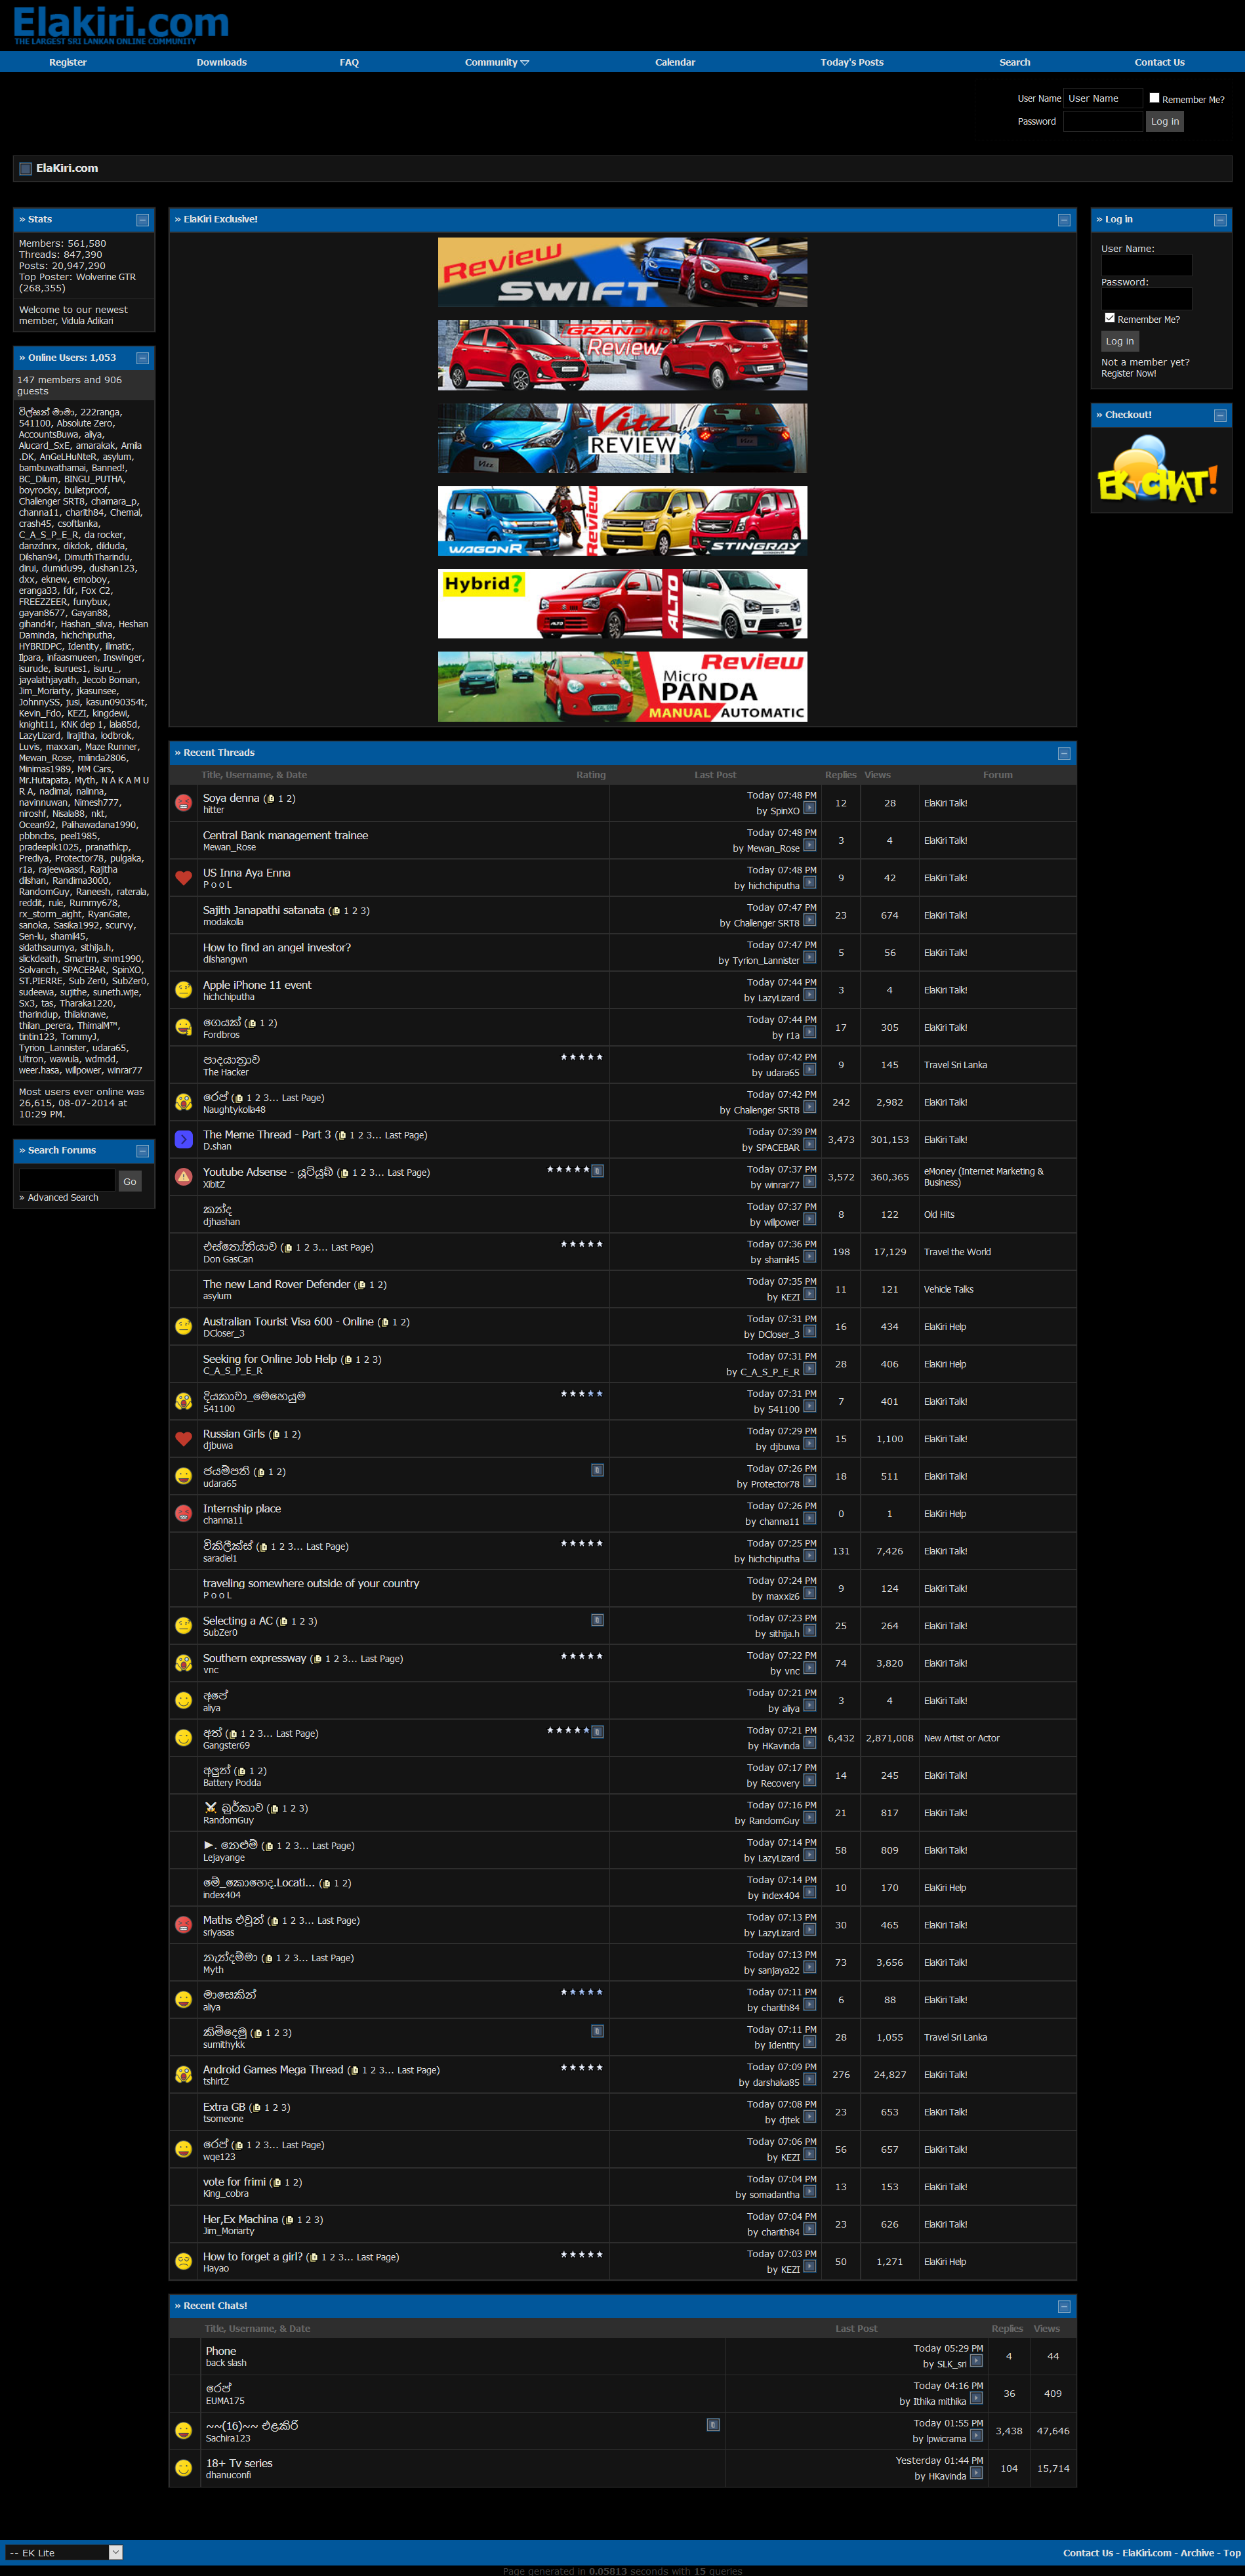 Elakiri.com
THE LARGEST SRI LANKAN ONLINE COMMUNITY
Register Downloads FAQ Community Calendar Today's Posts Search Contact Us
User Name User Name Remember Me?
Password Log in
ElaKiri.com
» Stats
Members: 561,580
Threads: 847,390
Posts: 20,947,290
Top Poster: Wolverine GTR
(268,355)
Welcome to our newest
member, Vidula Adikari
» Online Users: 1,053
147 members and 906
guests
විල්සන් මාමා, 222ranga,
541100, Absolute Zero,
AccountsBuwa, aliya,
Alucard_SxE, amarakak, Amila
.DK, AnGeLHuNteR, asylum,
bambuwathamai, Banned!,
BC_Dilum, BINGU_PUTHA,
boyrocky, bulletproof,
Challenger SRT8, chamara_p,
channa11, charith84, Chemal,
crash45, csoftlanka,
C_A_S_P_E_R, da rocker,
danzdnrx, dikdok, dilduda,
Dilshan94, DimuthTharindu,
dirui, dumidu99, dushan123,
dxx, eknew, emoboy,
eranga33, fdr, Fox C2,
FREEZZEER, funybux,
gayan8677, Gayan88,
gihand4r, Hashan_silva, Heshan
Daminda, hichchiputha,
HYBRIDPC, Identity, illmatic,
Ilpara, infaasmueen, Inswinger,
isurude, isurues1, isuru_,
jayalathjayath, Jecob Boman,
Jim_Moriarty, jkasunsee,
JohnnySS, jusi, kasun090354t,
Kevin_Fdo, KEZI, kingdewi,
knight11, KNK dep 1, lala85d,
LazyLizard, llrajitha, lodbrok,
Luvis, maxxan, Maze Runner,
Mewan_Rose, milinda2806,
Minimas1989, MM Cars,
Mr.Hutapata, Myth, N A K A M U
R A, nadimal, nalinna,
navinnuwan, Nimesh777,
niroshf, Nisala88, nkt,
Ocean92, Palihawadana1990,
pbbncbs, peel1985,
pradeeplk1025, pranathlcp,
Prediya, Protector78, pulgaka,
r1a, rajeewaasd, Rajitha
dilshan, Randima3000,
RandomGuy, Raneesh, raterala,
reddit, rule, Rummy678,
rx_storm_aight, RyanGate,
sanoka, Sasika1992, scurvy,
Sen-lu, shamil45,
sidathsaumya, sithija.h,
slickdeath, Smartm, snm1990,
Solvanch, SPACEBAR, SpinXO,
ST.PIERRE, Sub Zer0, SubZer0,
sudeewa, sujithe, suneth.wije,
Sx3, tas, Tharaka1220,
tharindup, thilaknawe,
thilan_perera, ThimalM™,
tintin123, TommyJ,
Tyrion_Lannister, udara65,
Ultron, wawula, wdmdd,
weer.hasa, willpower, winrar77
Most users ever online was
26,615, 08-07-2014 at
10:29 PM.
» Search Forums
Go
» Advanced Search
» ElaKiri Exclusive!
Review
SWIFT
GRAND i10
Review
Vitz
REVIEW
Vitz
Review
WAGONR
STINGRAY
Hybrid?
ALTO
Review
Micro
PANDA
MANUAL AUTOMATIC
» Log in
User Name:
Password:
Remember Me?
Log in
Not a member yet?
Register Now!
» Checkout!
EK CHAT!
» Recent Threads
Title, Username, & Date Rating Last Post Replies Views Forum
Soya denna ( 1 2) Today 07:48 PM
hitter by SpinXO 12 28 ElaKiri Talk!
Central Bank management trainee Today 07:48 PM
Mewan_Rose by Mewan_Rose 3 4 ElaKiri Talk!
US Inna Aya Enna Today 07:48 PM
P o o L by hichchiputha 9 42 ElaKiri Talk!
Sajith Janapathi satanata ( 1 2 3) Today 07:47 PM
modakolla by Challenger SRT8 23 674 ElaKiri Talk!
How to find an angel investor? Today 07:47 PM
dilshangwn by Tyrion_Lannister 5 56 ElaKiri Talk!
Apple iPhone 11 event Today 07:44 PM
hichchiputha by LazyLizard 3 4 ElaKiri Talk!
ගෙයක් ( 1 2) Today 07:44 PM
Fordbros by r1a 17 305 ElaKiri Talk!
පාදයාත්‍රාව Today 07:42 PM
The Hacker by udara65 9 145 Travel Sri Lanka
රෙප් ( 1 2 3... Last Page) Today 07:42 PM
Naughtykolla48 by Challenger SRT8 242 2,982 ElaKiri Talk!
The Meme Thread - Part 3 ( 1 2 3... Last Page) Today 07:39 PM
D.shan by SPACEBAR 3,473 301,153 ElaKiri Talk!
Youtube Adsense - යූටියුබ් ( 1 2 3... Last Page) Today 07:37 PM
XibitZ by winrar77 3,572 360,365 eMoney (Internet Marketing & Business)
කන්ද Today 07:37 PM
djhashan by willpower 8 122 Old Hits
එස්තෝනියාව ( 1 2 3... Last Page) Today 07:36 PM
Don GasCan by shamil45 198 17,129 Travel the World
The new Land Rover Defender ( 1 2) Today 07:35 PM
asylum by KEZI 11 121 Vehicle Talks
Australian Tourist Visa 600 - Online ( 1 2) Today 07:31 PM
DCloser_3 by DCloser_3 16 434 ElaKiri Help
Seeking for Online Job Help ( 1 2 3) Today 07:31 PM
C_A_S_P_E_R by C_A_S_P_E_R 28 406 ElaKiri Help
දියකාවා_මෙහෙයුම Today 07:31 PM
541100 by 541100 7 401 ElaKiri Talk!
Russian Girls ( 1 2) Today 07:29 PM
djbuwa by djbuwa 15 1,100 ElaKiri Talk!
ජයම්පති ( 1 2) Today 07:26 PM
udara65 by Protector78 18 511 ElaKiri Talk!
Internship place Today 07:26 PM
channa11 by channa11 0 1 ElaKiri Help
විකිලීක්ස් ( 1 2 3... Last Page) Today 07:25 PM
saradiel1 by hichchiputha 131 7,426 ElaKiri Talk!
traveling somewhere outside of your country Today 07:24 PM
P o o L by maxxiz6 9 124 ElaKiri Talk!
Selecting a AC ( 1 2 3) Today 07:23 PM
SubZer0 by sithija.h 25 264 ElaKiri Talk!
Southern expressway ( 1 2 3... Last Page) Today 07:22 PM
vnc by vnc 74 3,820 ElaKiri Talk!
අපේ Today 07:21 PM
aliya by aliya 3 4 ElaKiri Talk!
අත් ( 1 2 3... Last Page) Today 07:21 PM
Gangster69 by HKavinda 6,432 2,871,008 New Artist or Actor
අලුත් ( 1 2) Today 07:17 PM
Battery Podda by Recovery 14 245 ElaKiri Talk!
⚔ බුර්කාව ( 1 2 3) Today 07:16 PM
RandomGuy by RandomGuy 21 817 ElaKiri Talk!
►. නෙළුම් ( 1 2 3... Last Page) Today 07:14 PM
Lejayange by LazyLizard 58 809 ElaKiri Talk!
මේ_කොහෙද.Locati... ( 1 2) Today 07:14 PM
index404 by index404 10 170 ElaKiri Help
Maths එවුන් ( 1 2 3... Last Page) Today 07:13 PM
sriyasas by LazyLizard 30 465 ElaKiri Talk!
නැන්දම්මා ( 1 2 3... Last Page) Today 07:13 PM
Myth by sanjaya22 73 3,656 ElaKiri Talk!
මාසෙකින් Today 07:11 PM
aliya by charith84 6 88 ElaKiri Talk!
කිමිදෙමු ( 1 2 3) Today 07:11 PM
sumithykk by Identity 28 1,055 Travel Sri Lanka
Android Games Mega Thread ( 1 2 3... Last Page) Today 07:09 PM
tshirtZ by darshaka85 276 24,827 ElaKiri Talk!
Extra GB ( 1 2 3) Today 07:08 PM
tsomeone by djtek 23 653 ElaKiri Talk!
රෙප් ( 1 2 3... Last Page) Today 07:06 PM
wqe123 by KEZI 56 657 ElaKiri Talk!
vote for frimi ( 1 2) Today 07:04 PM
King_cobra by somadantha 13 153 ElaKiri Talk!
Her,Ex Machina ( 1 2 3) Today 07:04 PM
Jim_Moriarty by charith84 23 626 ElaKiri Talk!
How to forget a girl? ( 1 2 3... Last Page) Today 07:03 PM
Hayao by KEZI 50 1,271 ElaKiri Help
» Recent Chats!
Title, Username, & Date Last Post Replies Views
Phone Today 05:29 PM
back slash by SLK_sri 4 44
රෙප් Today 04:16 PM
EUMA175 by Ithika mithika 36 409
~~(16)~~ එළකිරි Today 01:55 PM
Sachira123 by lpwicrama 3,438 47,646
18+ Tv series Yesterday 01:44 PM
dhanuconfi by HKavinda 104 15,714
-- EK Lite
Contact Us - ElaKiri.com - Archive - Top
Page generated in 0.05813 seconds with 15 queries